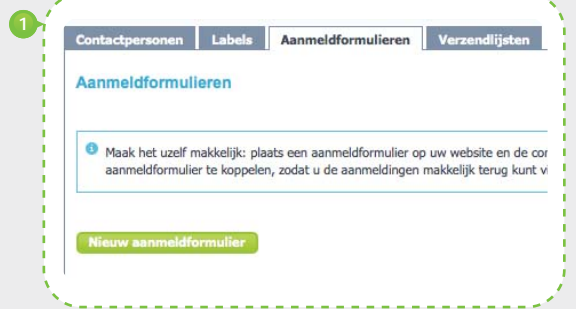 1
Contactpersonen Labels Aanmeldformulieren Verzendlijsten
Aanmeldformulieren
Maak het uzelf makkelijk: plaats een aanmeldformulier op uw website en de
aanmeldformulier te koppelen, zodat u de aanmeldingen makkelijk terug kunt
Nieuw aanmeldformulier